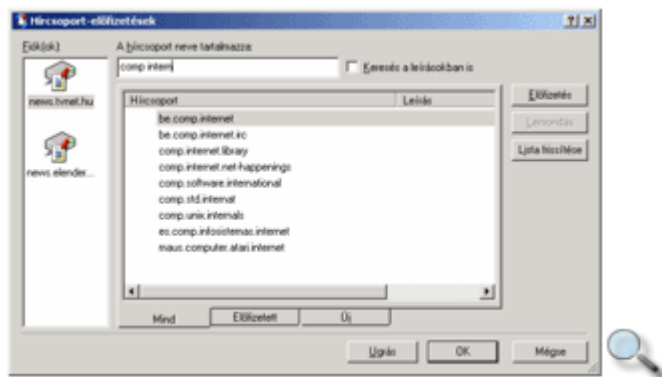 Hírcsoport-előfizetések
Fiók(ok):
A hírcsoport neve tartalmazza:
comp intern
Keresés a leírásokban is
news.tvnet.hu
news.elender...
Hírcsoport
Leírás
be.comp.internet
be.comp.internet.irc
comp.internet.library
comp.internet.net-happenings
comp.software.international
comp.std.internat
comp.unix.internals
es.comp.infosistemas.internet
maus.computer.atari.internet
Előfizetés
Lemondás
Lista frissítése
Mind
Előfizetett
Új
Ugrás
OK
Mégse